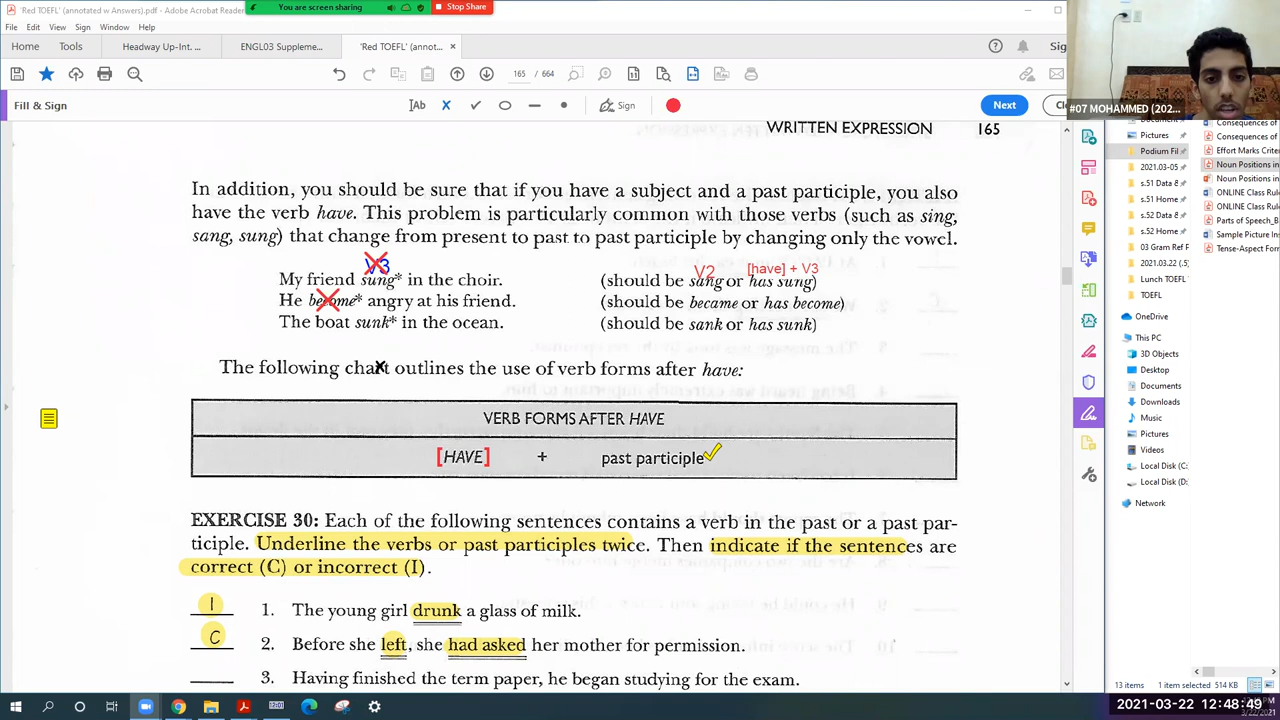 'Red TOEFL' (annotated w Answers).pdf - Adobe Acrobat Reader
You are screen sharing
Stop Share
File Edit View Sign Window Help
Home Tools Headway Up-Int. ... ENGL03 Suppleme... 'Red TOEFL' (annot... ×
165 / 664
Fill & Sign
Sign
Next
#07 MOHAMMED (202...
WRITTEN EXPRESSION 165
In addition, you should be sure that if you have a subject and a past participle, you also
have the verb have. This problem is particularly common with those verbs (such as sing,
sang, sung) that change from present to past to past participle by changing only the vowel.
V3
V2 [have] + V3
My friend sung* in the choir. (should be sang or has sung)
He become* angry at his friend. (should be became or has become)
The boat sunk* in the ocean. (should be sank or has sunk)
The following chart outlines the use of verb forms after have:
VERB FORMS AFTER HAVE
[HAVE] + past participle
EXERCISE 30: Each of the following sentences contains a verb in the past or a past par-
ticiple. Underline the verbs or past participles twice. Then indicate if the sentences are
correct (C) or incorrect (I).
I 1. The young girl drunk a glass of milk.
C 2. Before she left, she had asked her mother for permission.
3. Having finished the term paper, he began studying for the exam.
Pictures
Podium Fil
2021.03-05
s.51 Data &
s.51 Home
s.52 Data &
s.52 Home
03 Gram Ref F
2021.03.22 (.5)
Lunch TOEFL
TOEFL
OneDrive
This PC
3D Objects
Desktop
Documents
Downloads
Music
Pictures
Videos
Local Disk (C:
Local Disk (D:
Network
Consequences of
Consequences of
Effort Marks Crite
Noun Positions in
Noun Positions in
ONLINE Class Rule
ONLINE Class Rule
Parts of Speech_B
Sample Picture In
Tense-Aspect Form
13 items 1 item selected 514 KB
2021-03-22 12:48:49